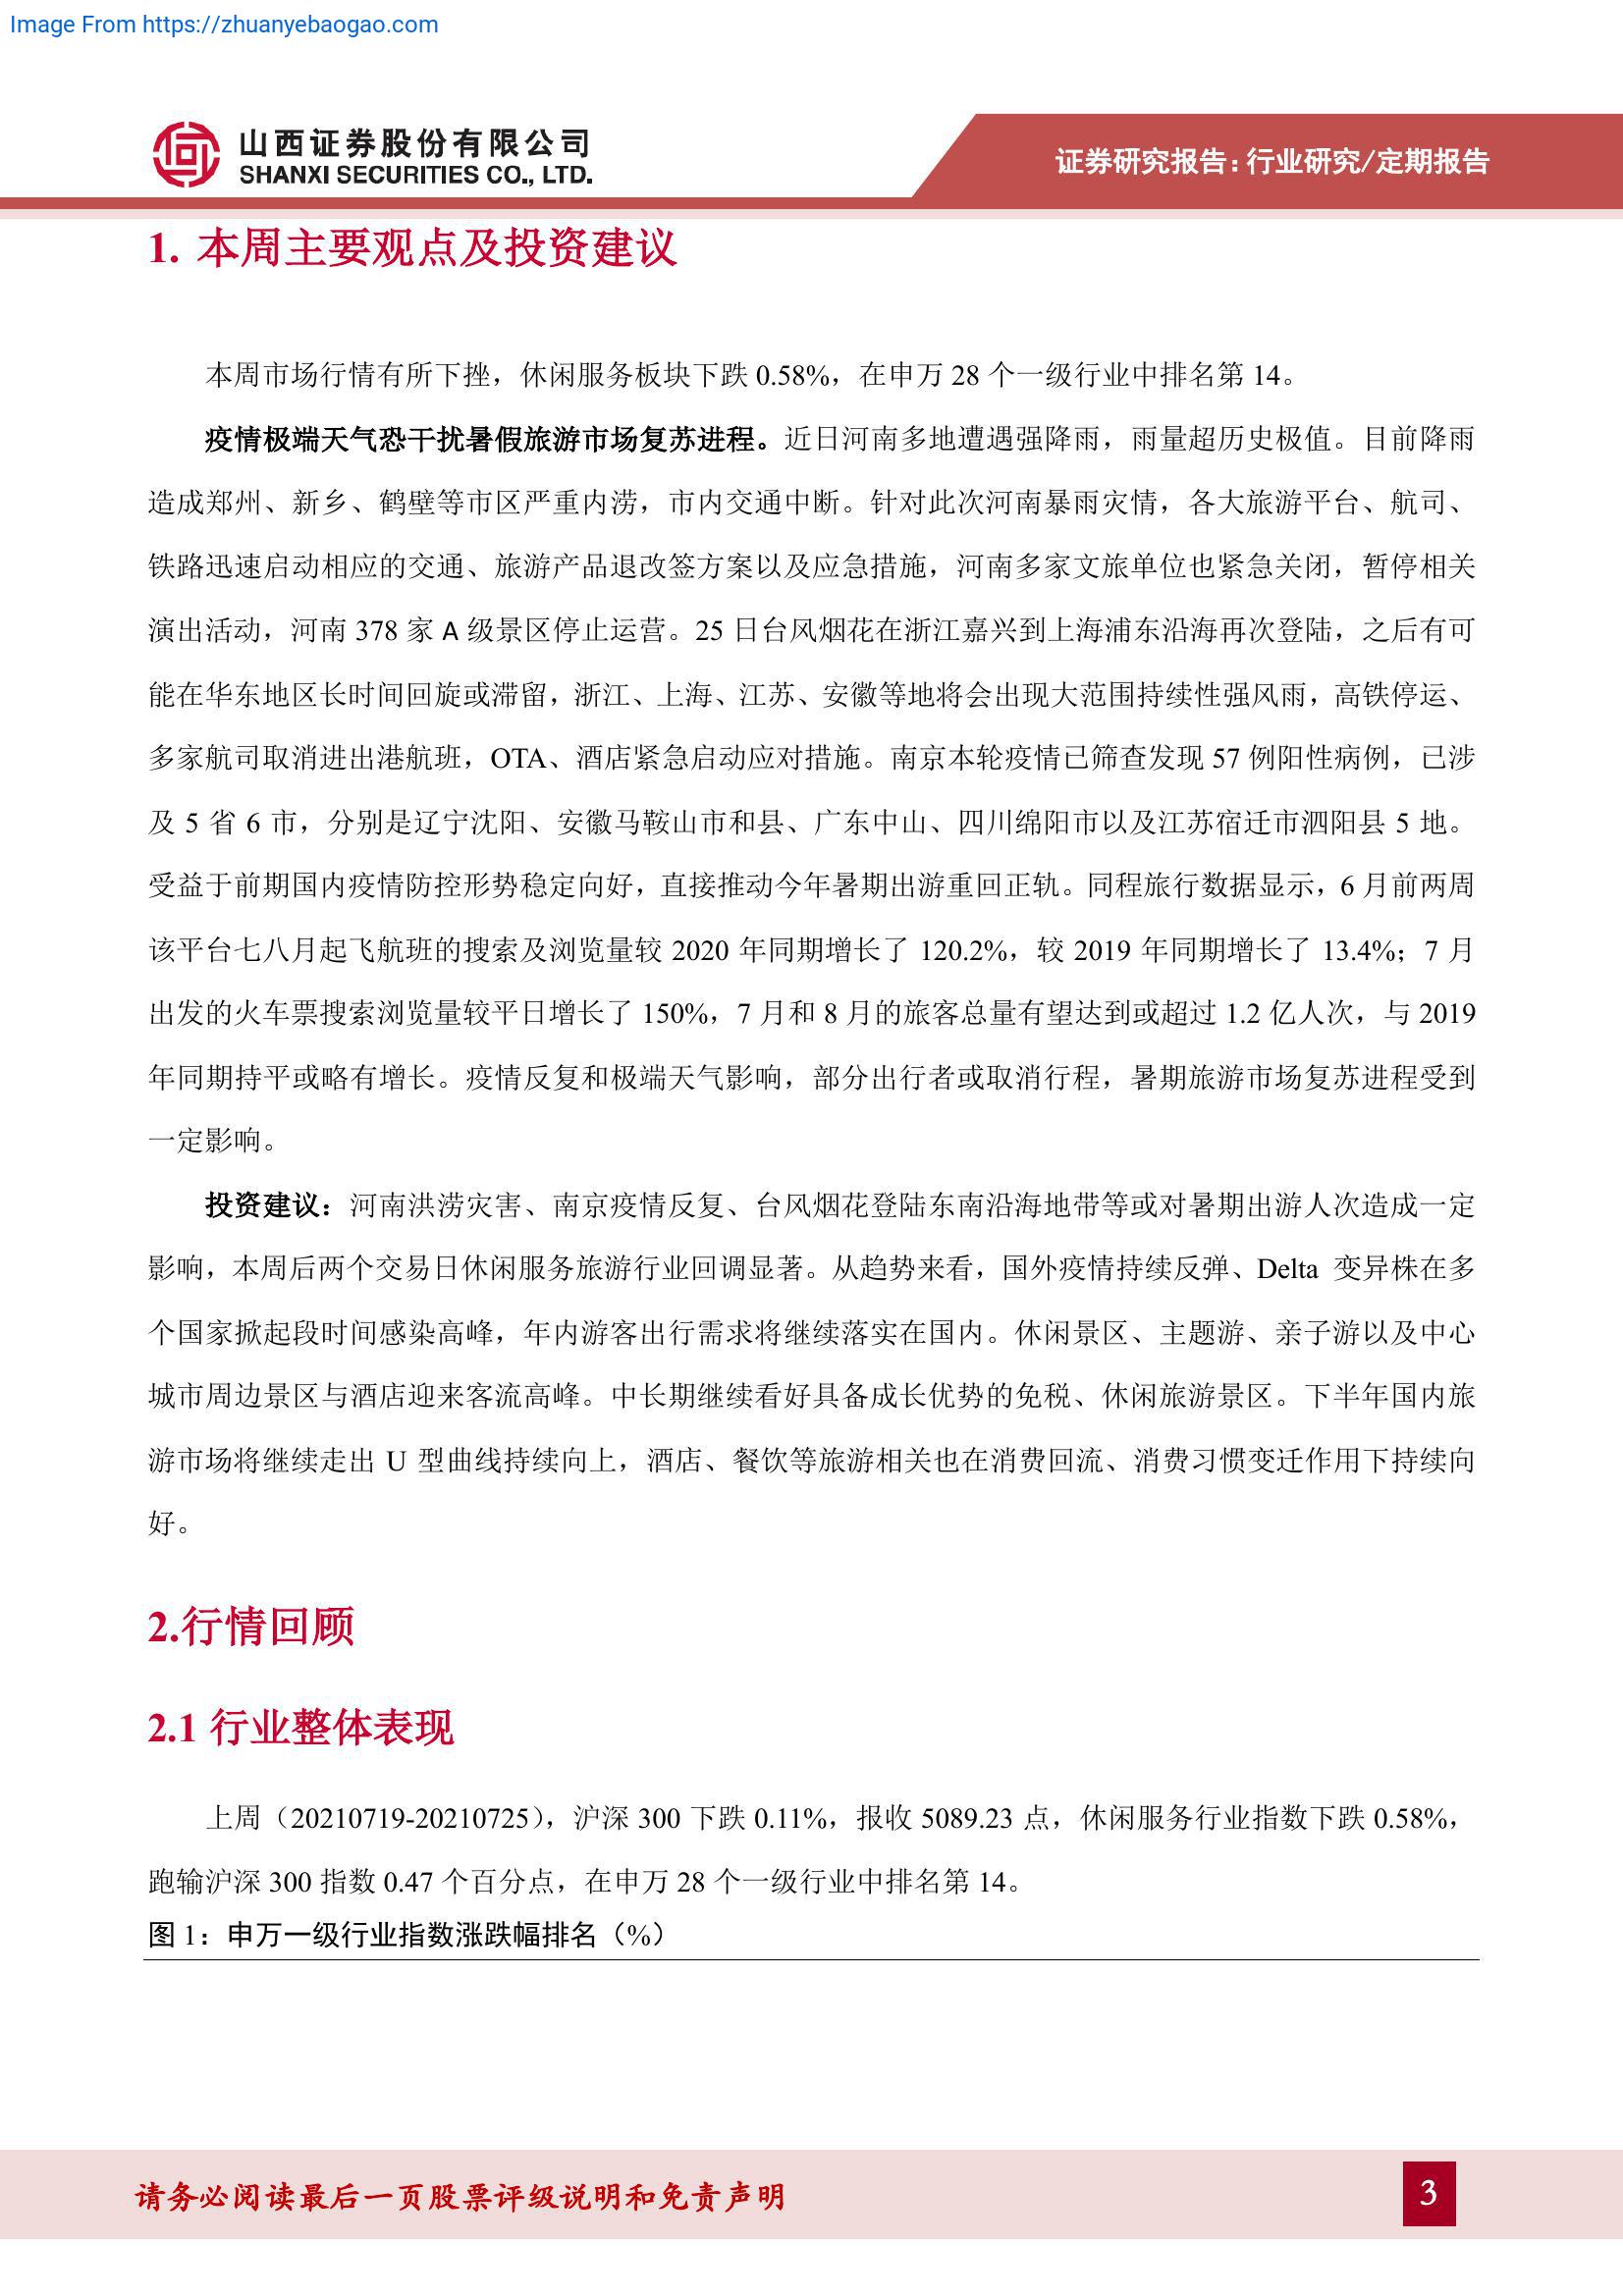 Image From https://zhuanyebaogao.com
山西证券股份有限公司
SHANXI SECURITIES CO., LTD.
证券研究报告：行业研究/定期报告
1. 本周主要观点及投资建议
本周市场行情有所下挫，休闲服务板块下跌 0.58%，在申万 28 个一级行业中排名第 14。
疫情极端天气恐干扰暑假旅游市场复苏进程。近日河南多地遭遇强降雨，雨量超历史极值。目前降雨
造成郑州、新乡、鹤壁等市区严重内涝，市内交通中断。针对此次河南暴雨灾情，各大旅游平台、航司、
铁路迅速启动相应的交通、旅游产品退改签方案以及应急措施，河南多家文旅单位也紧急关闭，暂停相关
演出活动，河南 378 家 A 级景区停止运营。25 日台风烟花在浙江嘉兴到上海浦东沿海再次登陆，之后有可
能在华东地区长时间回旋或滞留，浙江、上海、江苏、安徽等地将会出现大范围持续性强风雨，高铁停运、
多家航司取消进出港航班，OTA、酒店紧急启动应对措施。南京本轮疫情已筛查发现 57 例阳性病例，已涉
及 5 省 6 市，分别是辽宁沈阳、安徽马鞍山市和县、广东中山、四川绵阳市以及江苏宿迁市泗阳县 5 地。
受益于前期国内疫情防控形势稳定向好，直接推动今年暑期出游重回正轨。同程旅行数据显示，6 月前两周
该平台七八月起飞航班的搜索及浏览量较 2020 年同期增长了 120.2%，较 2019 年同期增长了 13.4%；7 月
出发的火车票搜索浏览量较平日增长了 150%，7 月和 8 月的旅客总量有望达到或超过 1.2 亿人次，与 2019
年同期持平或略有增长。疫情反复和极端天气影响，部分出行者或取消行程，暑期旅游市场复苏进程受到
一定影响。
投资建议：河南洪涝灾害、南京疫情反复、台风烟花登陆东南沿海地带等或对暑期出游人次造成一定
影响，本周后两个交易日休闲服务旅游行业回调显著。从趋势来看，国外疫情持续反弹、Delta 变异株在多
个国家掀起段时间感染高峰，年内游客出行需求将继续落实在国内。休闲景区、主题游、亲子游以及中心
城市周边景区与酒店迎来客流高峰。中长期继续看好具备成长优势的免税、休闲旅游景区。下半年国内旅
游市场将继续走出 U 型曲线持续向上，酒店、餐饮等旅游相关也在消费回流、消费习惯变迁作用下持续向
好。
2.行情回顾
2.1 行业整体表现
上周（20210719-20210725），沪深 300 下跌 0.11%，报收 5089.23 点，休闲服务行业指数下跌 0.58%，
跑输沪深 300 指数 0.47 个百分点，在申万 28 个一级行业中排名第 14。
图 1：申万一级行业指数涨跌幅排名（%）
请务必阅读最后一页股票评级说明和免责声明
3